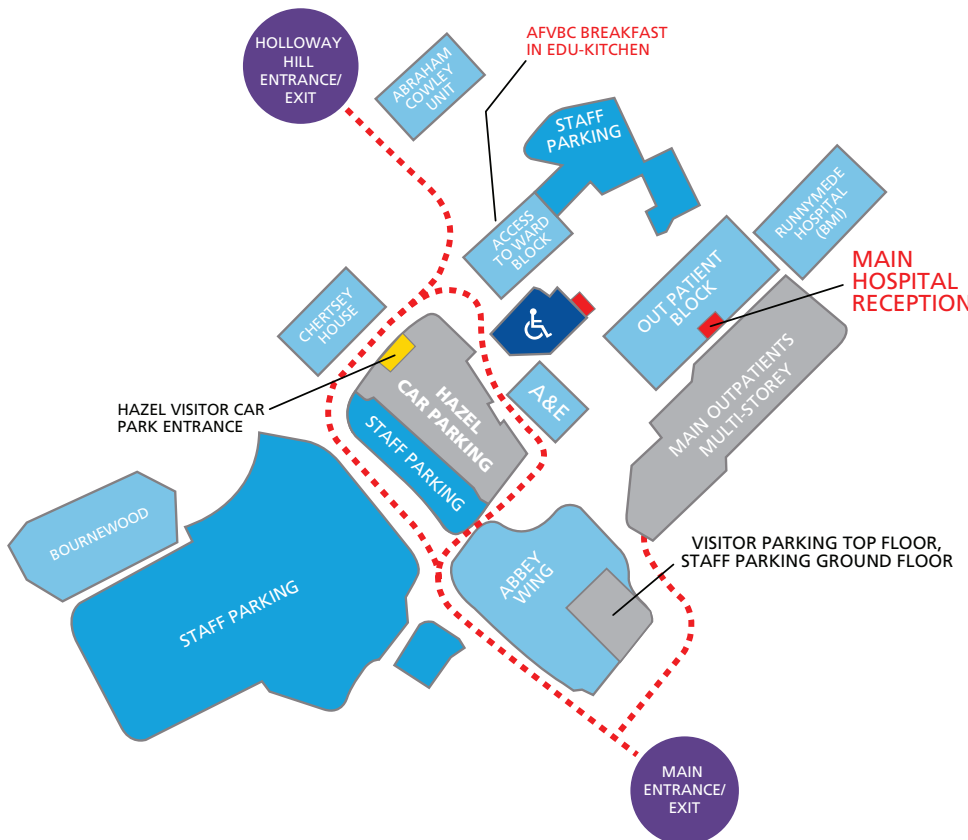 HOLLOWAY
HILL
ENTRANCE/
EXIT
ABRAHAM
COWLEY
UNIT
AFVBC BREAKFAST
IN EDU-KITCHEN
STAFF
PARKING
ACCESS
TO WARD
BLOCK
RUNNYMEDE
HOSPITAL
(BMI)
OUT PATIENT
BLOCK
MAIN
HOSPITAL
RECEPTION
CHERTSEY
HOUSE
HAZEL VISITOR CAR
PARK ENTRANCE
HAZEL
CAR PARKING
STAFF PARKING
A&E
MAIN OUTPATIENTS
MULTI-STOREY
BOURNEWOOD
STAFF PARKING
ABBEY
WING
VISITOR PARKING TOP FLOOR,
STAFF PARKING GROUND FLOOR
MAIN
ENTRANCE/
EXIT